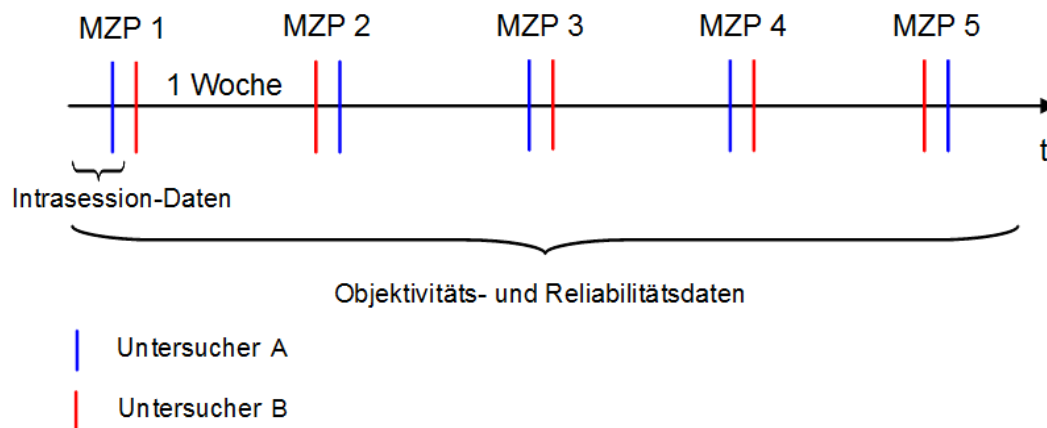 MZP 1 MZP 2 MZP 3 MZP 4 MZP 5
1 Woche
t
Intrasession-Daten
Objektivitäts- und Reliabilitätsdaten
Untersucher A
Untersucher B